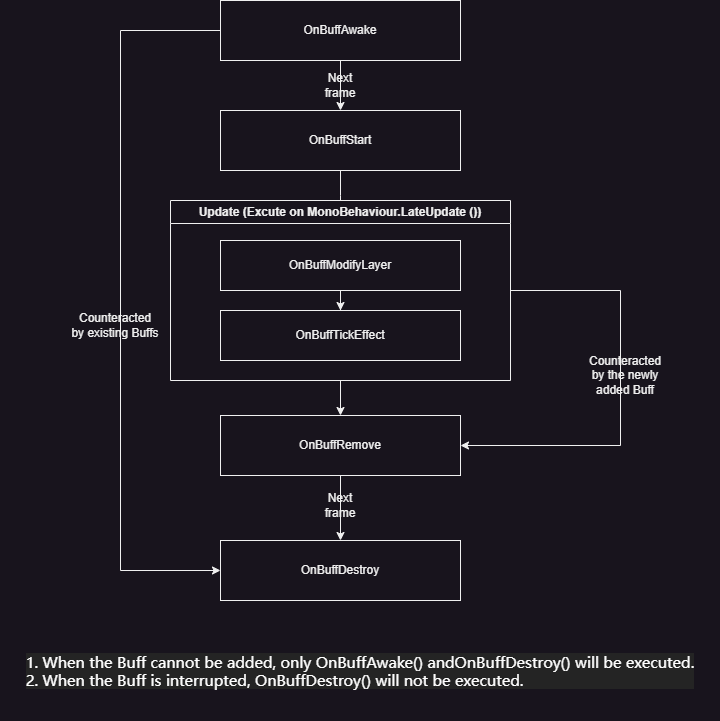 OnBuffAwake
Next
frame
OnBuffStart
Update (Excute on MonoBehaviour.LateUpdate ())
OnBuffModifyLayer
OnBuffTickEffect
Counteracted
by existing Buffs
Counteracted
by the newly
added Buff
OnBuffRemove
Next
frame
OnBuffDestroy
1. When the Buff cannot be added, only OnBuffAwake() andOnBuffDestroy() will be executed.
2. When the Buff is interrupted, OnBuffDestroy() will not be executed.